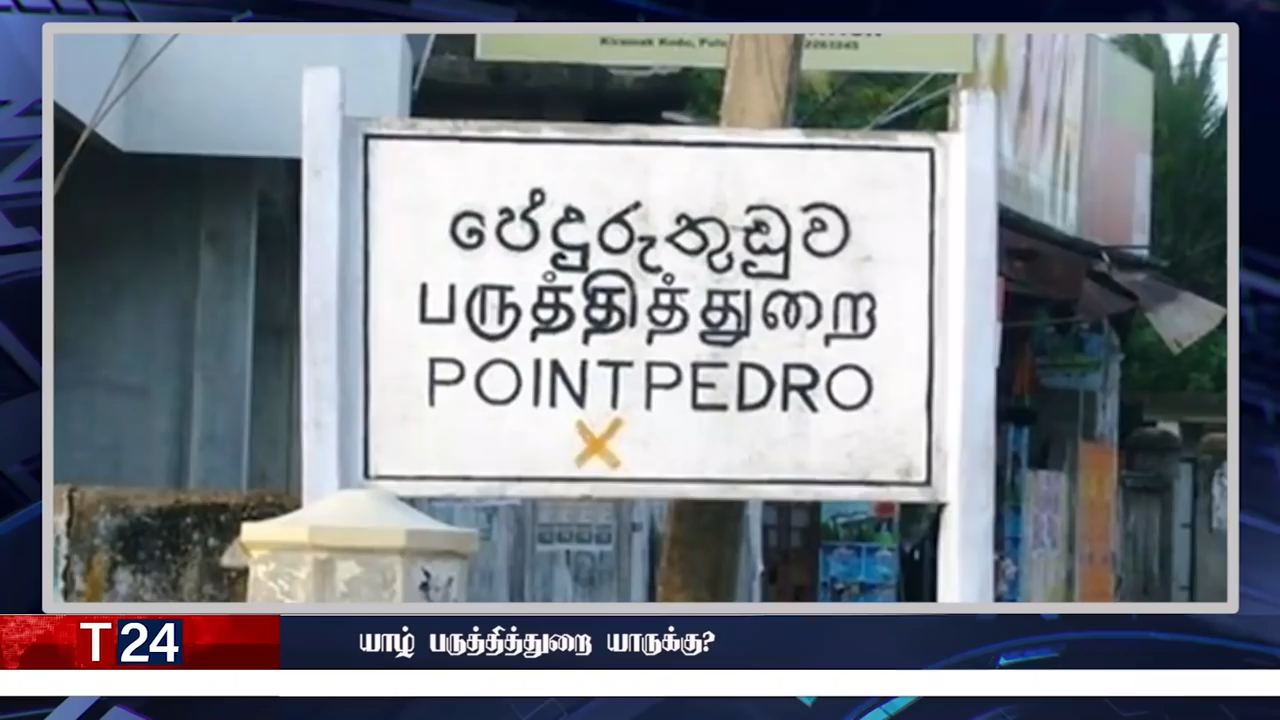 පේදුරුතුඩුව
பருத்தித்துறை
POINTPEDRO
T24
யாழ் பருத்தித்துறை யாருக்கு?